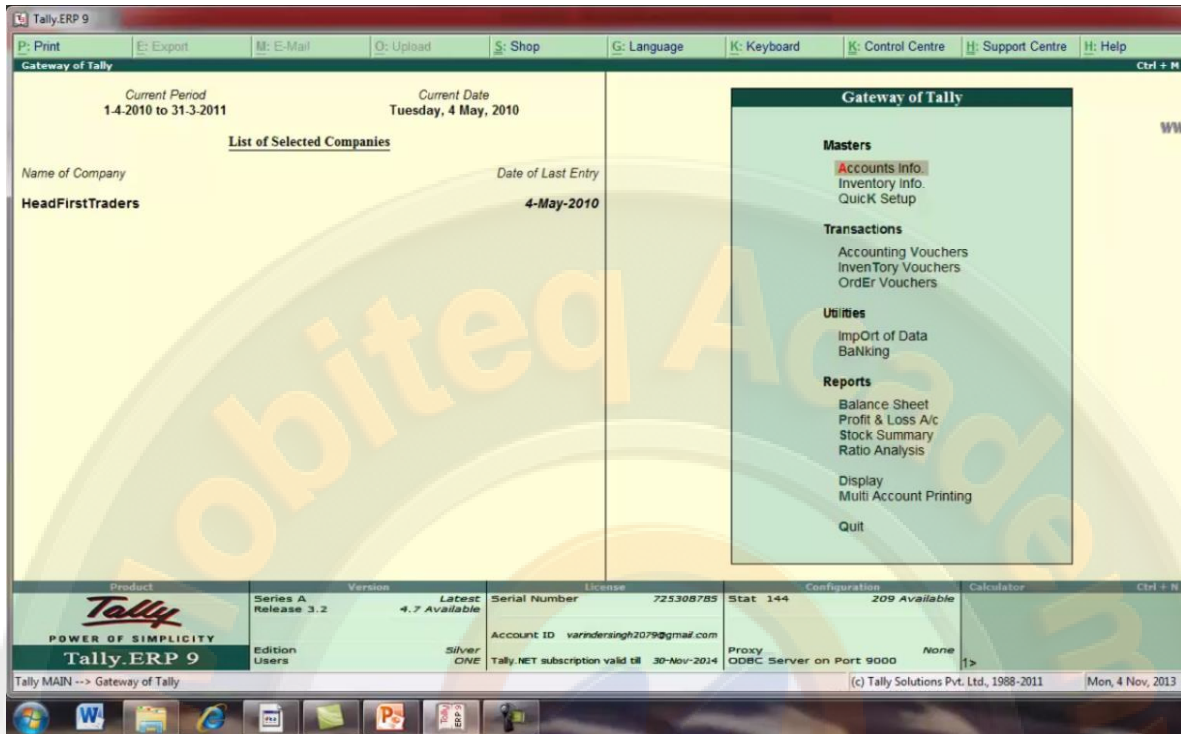 Tally.ERP 9
P: Print E: Export M: E-Mail O: Upload S: Shop G: Language K: Keyboard K: Control Centre H: Support Centre H: Help
Gateway of Tally Ctrl + M
Current Period Current Date
1-4-2010 to 31-3-2011 Tuesday, 4 May, 2010
List of Selected Companies
Name of Company Date of Last Entry
HeadFirstTraders 4-May-2010
Gateway of Tally
Masters
Accounts Info.
Inventory Info.
QuicK Setup
Transactions
Accounting Vouchers
InvenTory Vouchers
OrdEr Vouchers
Utilities
ImpOrt of Data
BaNking
Reports
Balance Sheet
Profit & Loss A/c
Stock Summary
Ratio Analysis
Display
Multi Account Printing
Quit
Product Version License Configuration Calculator Ctrl + N
Tally
POWER OF SIMPLICITY
Tally.ERP 9
Series A Latest
Release 3.2 4.7 Available
Edition Silver
Users ONE
Serial Number 725308785
Account ID varindersingh2079@gmail.com
Tally.NET subscription valid till 30-Nov-2014
Stat 144 209 Available
Proxy None
ODBC Server on Port 9000
1>
Tally MAIN --> Gateway of Tally (c) Tally Solutions Pvt. Ltd., 1988-2011 Mon, 4 Nov, 2013